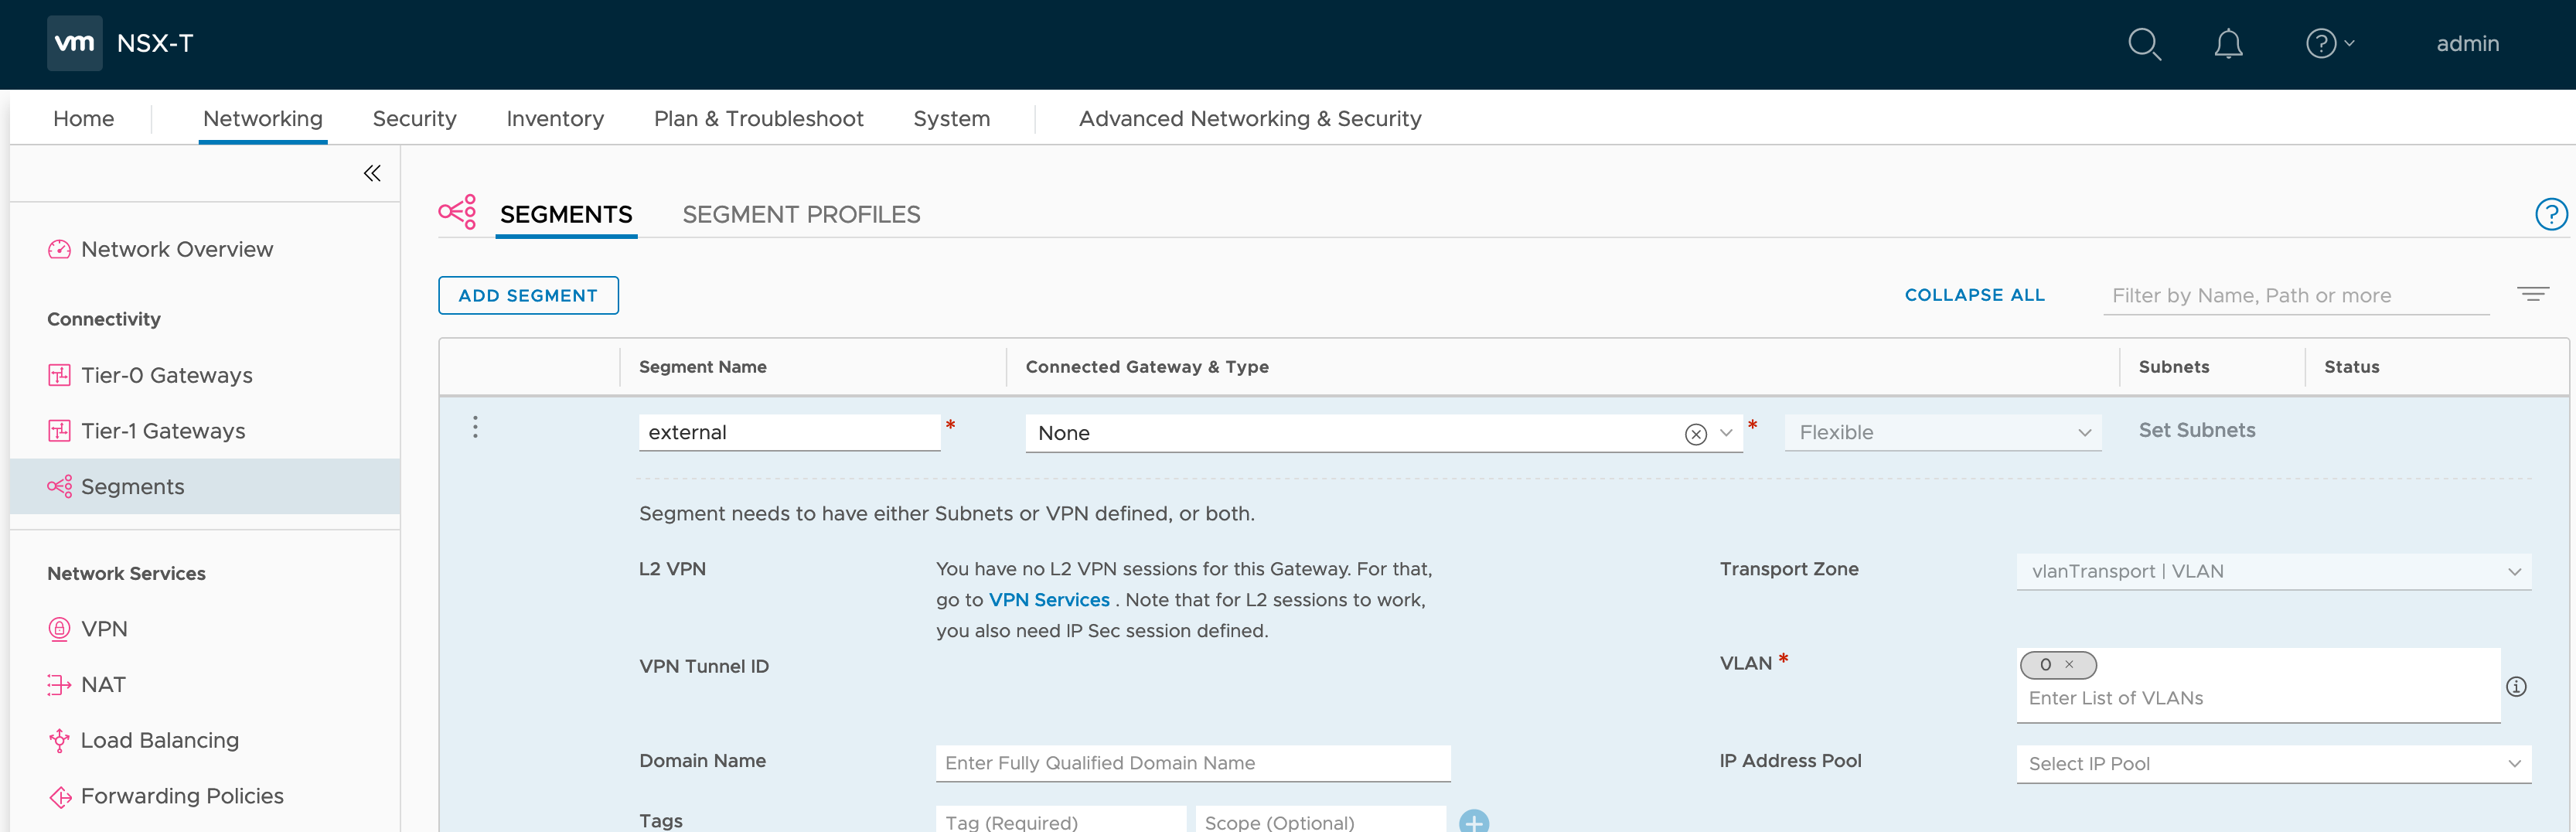 vm NSX-T
admin
Home Networking Security Inventory Plan & Troubleshoot System Advanced Networking & Security
Network Overview
Connectivity
Tier-0 Gateways
Tier-1 Gateways
Segments
Network Services
VPN
NAT
Load Balancing
Forwarding Policies
SEGMENTS SEGMENT PROFILES
?
ADD SEGMENT COLLAPSE ALL Filter by Name, Path or more
Segment Name Connected Gateway & Type Subnets Status
external * None * Flexible Set Subnets
Segment needs to have either Subnets or VPN defined, or both.
L2 VPN
You have no L2 VPN sessions for this Gateway. For that,
go to VPN Services . Note that for L2 sessions to work,
you also need IP Sec session defined.
Transport Zone vlanTransport | VLAN
VPN Tunnel ID
VLAN * 0 ×
Enter List of VLANs
Domain Name Enter Fully Qualified Domain Name
IP Address Pool Select IP Pool
Tags Tag (Required) Scope (Optional)